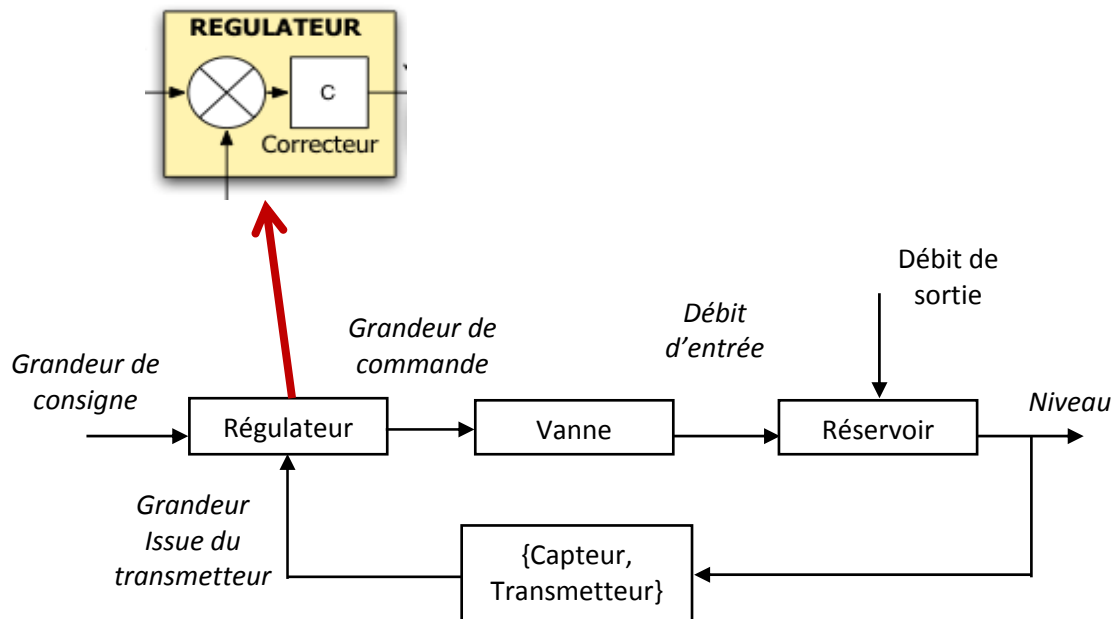 REGULATEUR
C
Correcteur
Débit de
sortie
Grandeur de
commande
Débit
d'entrée
Grandeur de
consigne
Niveau
Régulateur
Vanne
Réservoir
Grandeur
Issue du
transmetteur
{Capteur,
Transmetteur}